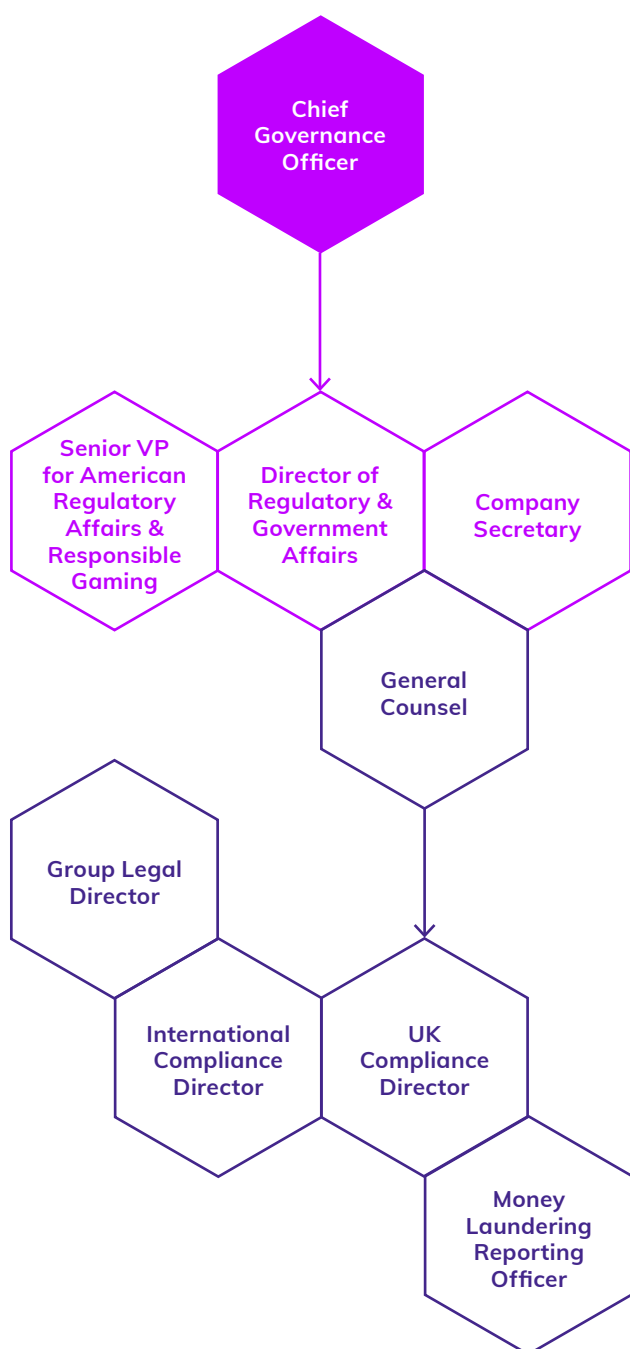 Chief
Governance
Officer
Senior VP
for American
Regulatory
Affairs &
Responsible
Gaming
Director of
Regulatory &
Government
Affairs
Company
Secretary
General
Counsel
Group Legal
Director
International
Compliance
Director
UK
Compliance
Director
Money
Laundering
Reporting
Officer